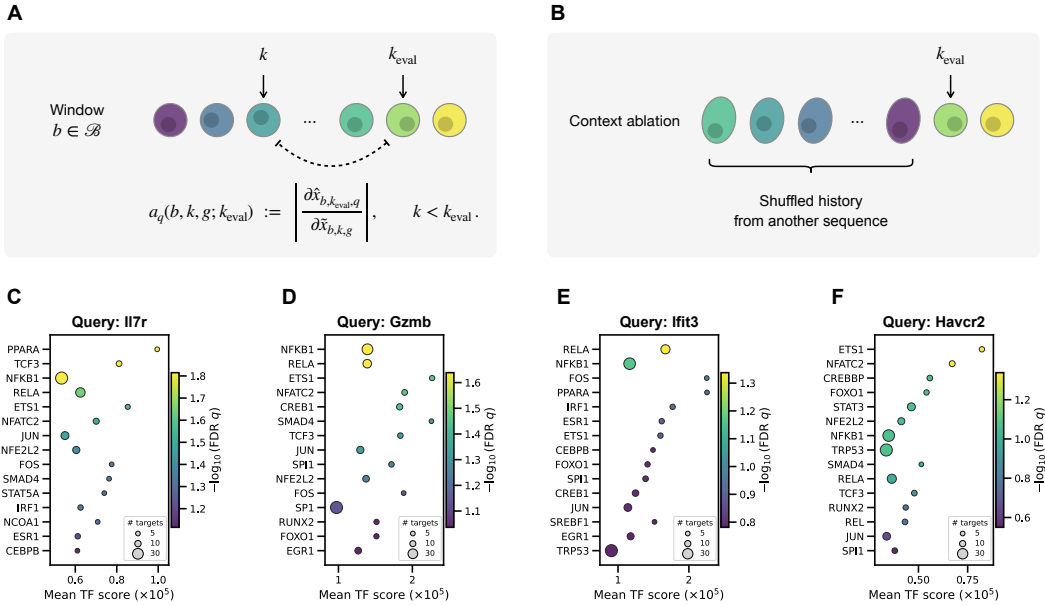 A
k
k_eval
Window
b ∈ ℬ
...
a_q(b, k, g; k_eval) := | ∂x̂_{b,k_eval,q} / ∂x̃_{b,k,g} | , k < k_eval .
B
k_eval
Context ablation
...
Shuffled history
from another sequence
C
Query: Il7r
PPARA
TCF3
NFKB1
RELA
ETS1
NFATC2
JUN
NFE2L2
FOS
SMAD4
STAT5A
IRF1
NCOA1
ESR1
CEBPB
0.6 0.8 1.0
Mean TF score (×10⁵)
# targets
5
10
30
1.8
1.7
1.6
1.5
1.4
1.3
1.2
−log₁₀(FDR q)
D
Query: Gzmb
NFKB1
RELA
ETS1
NFATC2
CREB1
SMAD4
TCF3
JUN
SPI1
NFE2L2
FOS
SP1
RUNX2
FOXO1
EGR1
1 2
Mean TF score (×10⁵)
# targets
5
10
30
1.6
1.5
1.4
1.3
1.2
1.1
−log₁₀(FDR q)
E
Query: Ifit3
RELA
NFKB1
FOS
PPARA
IRF1
ESR1
ETS1
CEBPB
FOXO1
SPI1
CREB1
JUN
SREBF1
EGR1
TRP53
1 2
Mean TF score (×10⁵)
# targets
5
10
30
1.3
1.2
1.1
1.0
0.9
0.8
−log₁₀(FDR q)
F
Query: Havcr2
ETS1
NFATC2
CREBBP
FOXO1
STAT3
NFE2L2
NFKB1
TRP53
SMAD4
RELA
TCF3
RUNX2
REL
JUN
SPI1
0.50 0.75
Mean TF score (×10⁵)
# targets
5
10
30
1.2
1.0
0.8
0.6
−log₁₀(FDR q)